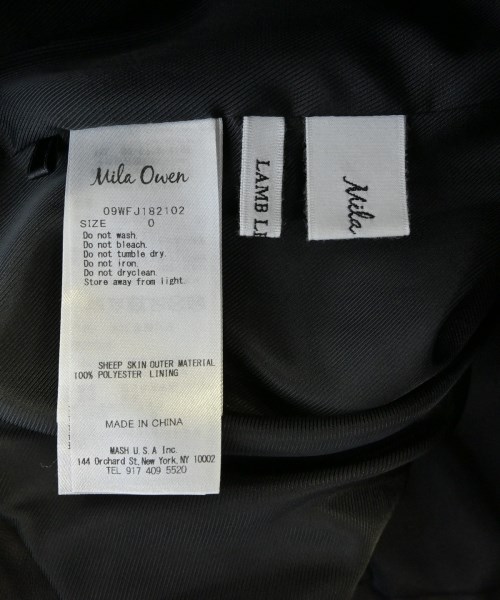 Mila Owen
09WFJ182102
SIZE 0
Do not wash.
Do not bleach.
Do not tumble dry.
Do not iron.
Do not dryclean.
Store away from light.
SHEEP SKIN OUTER MATERIAL
100% POLYESTER LINING
MADE IN CHINA
MASH U.S.A Inc.
144 Orchard St, New York, NY 10002
TEL 917 409 5520
LAMB
Mila